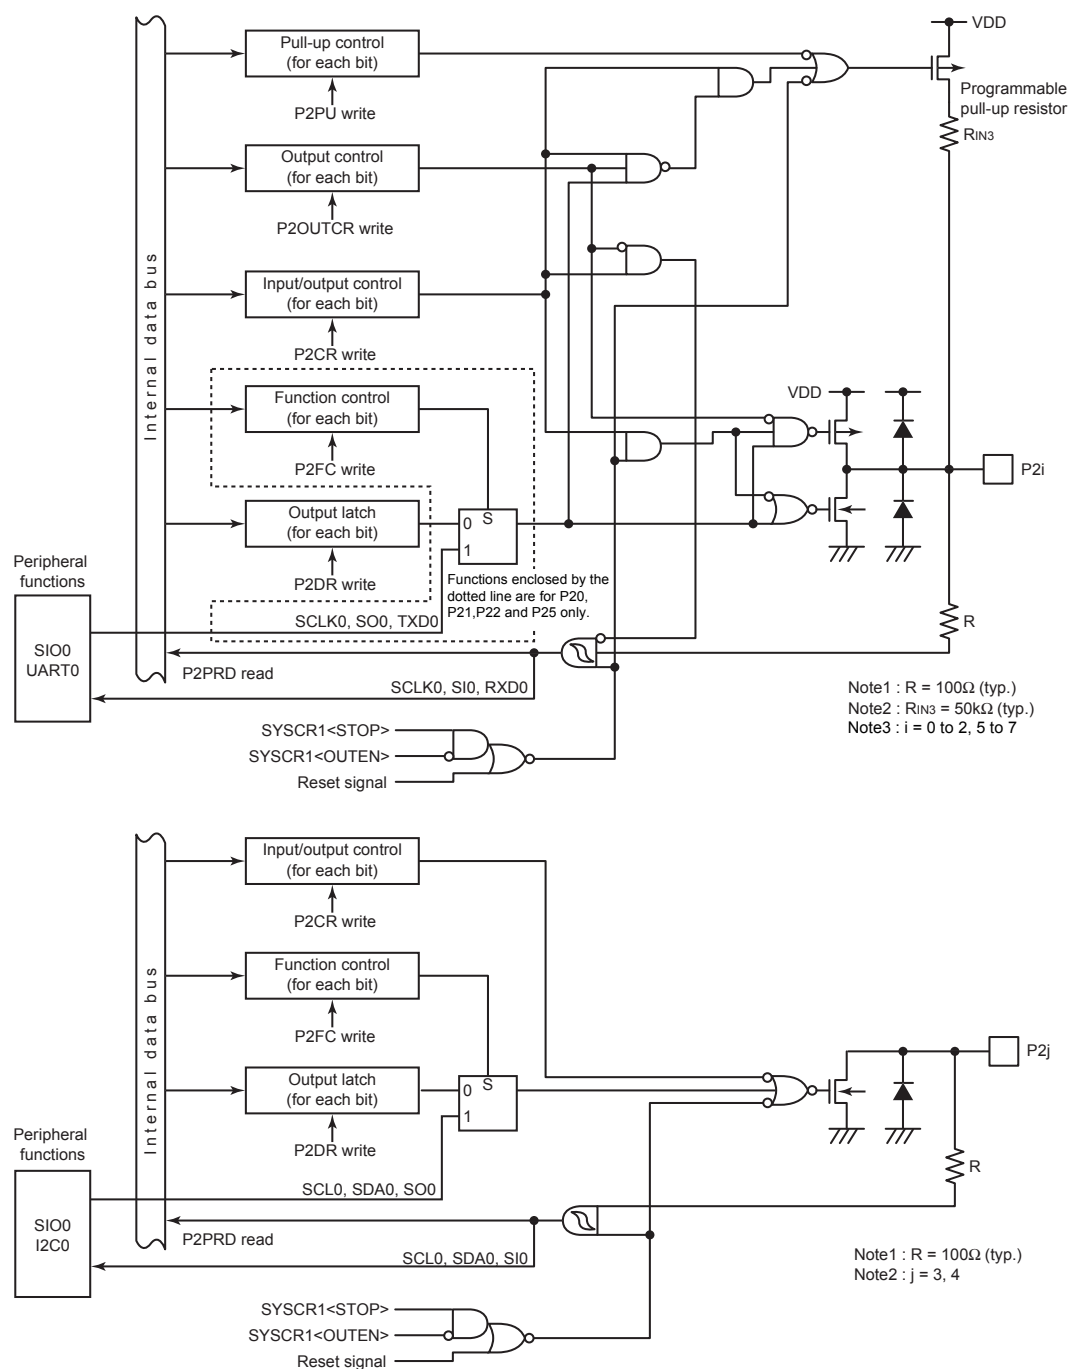 VDD
Pull-up control
(for each bit)
P2PU write
Programmable
pull-up resistor
RIN3
Output control
(for each bit)
P2OUTCR write
Internal data bus
Input/output control
(for each bit)
P2CR write
Function control
(for each bit)
P2FC write
VDD
P2i
Output latch
(for each bit)
P2DR write
0
S
1
Functions enclosed by the
dotted line are for P20,
P21,P22 and P25 only.
Peripheral
functions
SIO0
UART0
SCLK0, SO0, TXD0
R
P2PRD read
SCLK0, SI0, RXD0
Note1 : R = 100Ω (typ.)
Note2 : RIN3 = 50kΩ (typ.)
Note3 : i = 0 to 2, 5 to 7
SYSCR1<STOP>
SYSCR1<OUTEN>
Reset signal
Internal data bus
Input/output control
(for each bit)
P2CR write
Function control
(for each bit)
P2FC write
P2j
Output latch
(for each bit)
P2DR write
0
S
1
Peripheral
functions
SIO0
I2C0
SCL0, SDA0, SO0
R
P2PRD read
SCL0, SDA0, SI0
Note1 : R = 100Ω (typ.)
Note2 : j = 3, 4
SYSCR1<STOP>
SYSCR1<OUTEN>
Reset signal